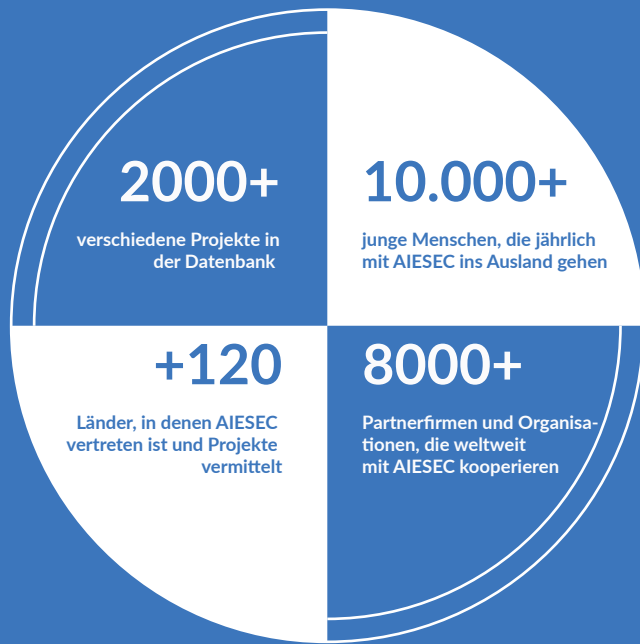 2000+
verschiedene Projekte in
der Datenbank
10.000+
junge Menschen, die jährlich
mit AIESEC ins Ausland gehen
+120
Länder, in denen AIESEC
vertreten ist und Projekte
vermittelt
8000+
Partnerfirmen und Organisa-
tionen, die weltweit
mit AIESEC kooperieren